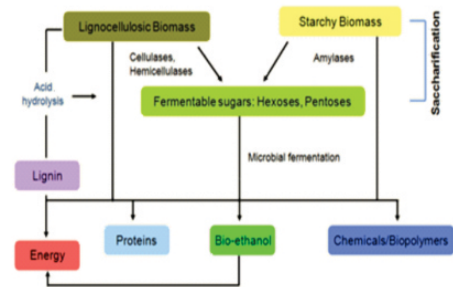 Lignocellulosic Biomass
Starchy Biomass
Cellulases,
Hemicellulases
Amylases
Saccharification
Acid
hydrolysis
Fermentable sugars: Hexoses, Pentoses
Microbial fermentation
Lignin
Energy
Proteins
Bio-ethanol
Chemicals/Biopolymers